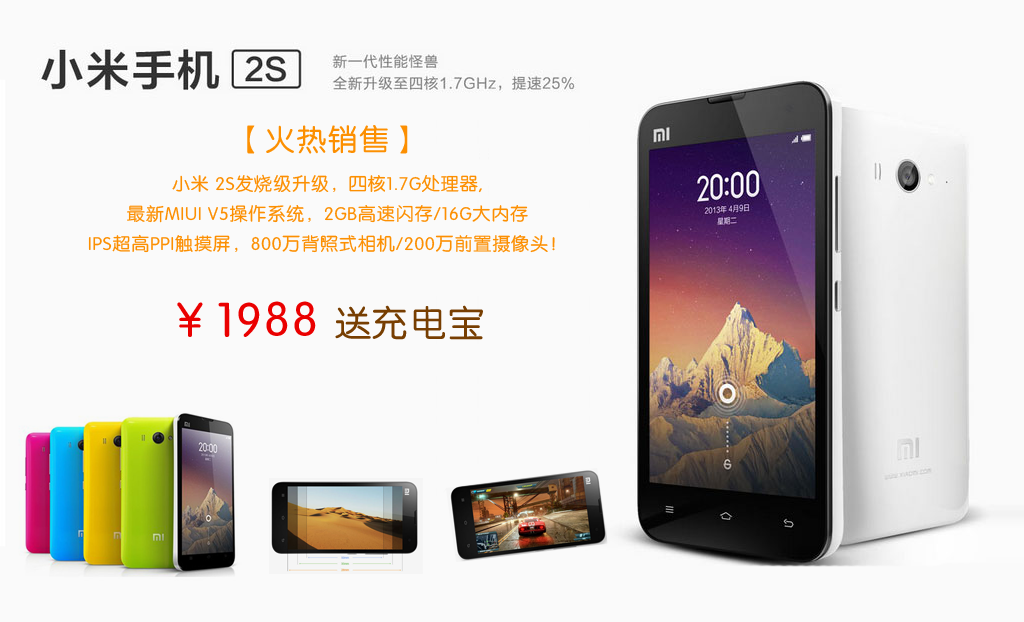 小米手机 2S
新一代性能怪兽
全新升级至四核1.7GHz，提速25%
【火热销售】
小米 2S发烧级升级，四核1.7G处理器,
最新MIUI V5操作系统，2GB高速闪存/16G大内存
IPS超高PPI触摸屏，800万背照式相机/200万前置摄像头！
￥1988 送充电宝
MI
20:00
2013年 4月9日
星期二
MI
WWW.XIAOMI.COM
MI
20:00
MI